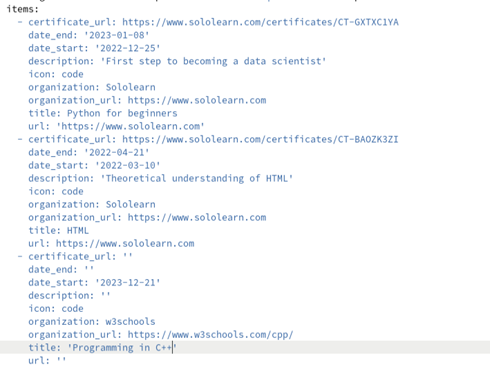 items:
  - certificate_url: https://www.sololearn.com/certificates/CT-GXTXC1YA
    date_end: '2023-01-08'
    date_start: '2022-12-25'
    description: 'First step to becoming a data scientist'
    icon: code
    organization: Sololearn
    organization_url: https://www.sololearn.com
    title: Python for beginners
    url: 'https://www.sololearn.com'
  - certificate_url: https://www.sololearn.com/certificates/CT-BAOZK3ZI
    date_end: '2022-04-21'
    date_start: '2022-03-10'
    description: 'Theoretical understanding of HTML'
    icon: code
    organization: Sololearn
    organization_url: https://www.sololearn.com
    title: HTML
    url: https://www.sololearn.com
  - certificate_url: ''
    date_end: ''
    date_start: '2023-12-21'
    description: ''
    icon: code
    organization: w3schools
    organization_url: https://www.w3schools.com/cpp/
    title: 'Programming in C++'
    url: ''